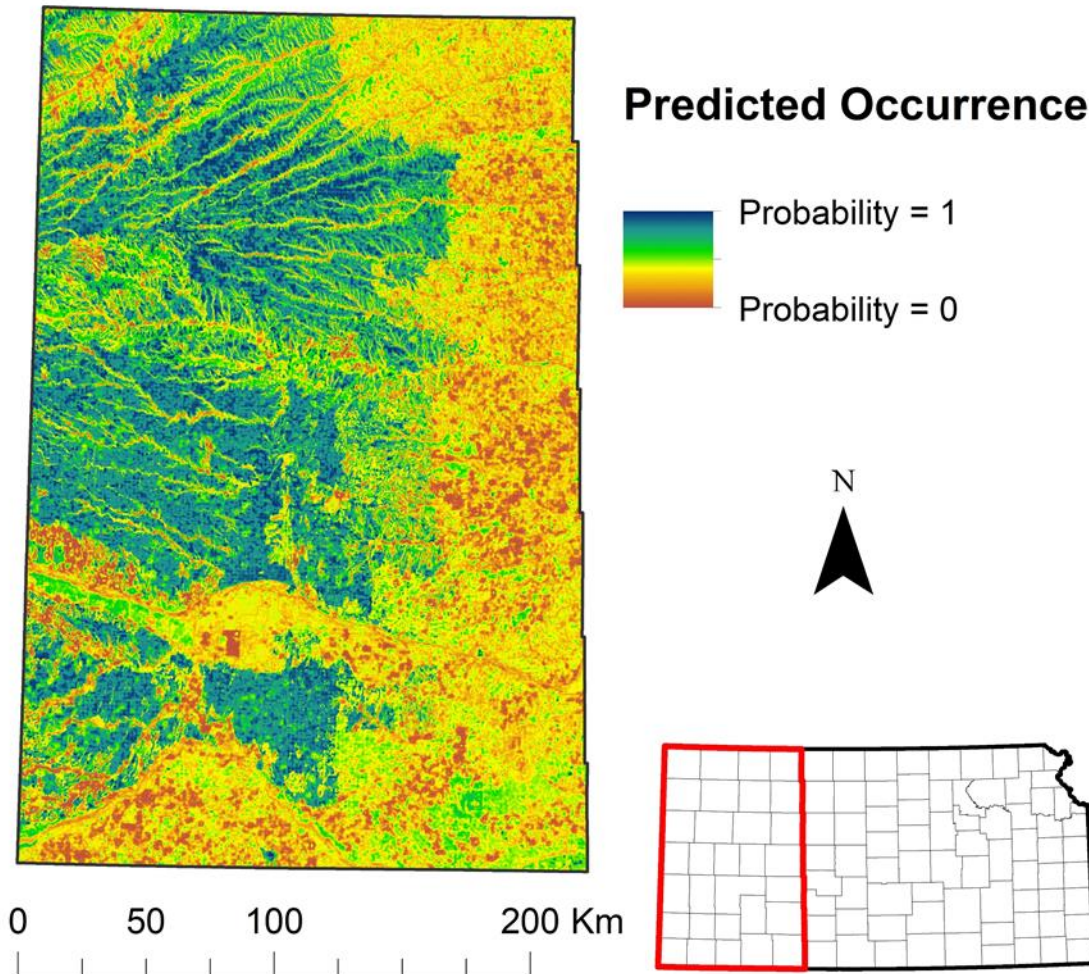 Predicted Occurrence
Probability = 1
Probability = 0
N
0 50 100 200 Km